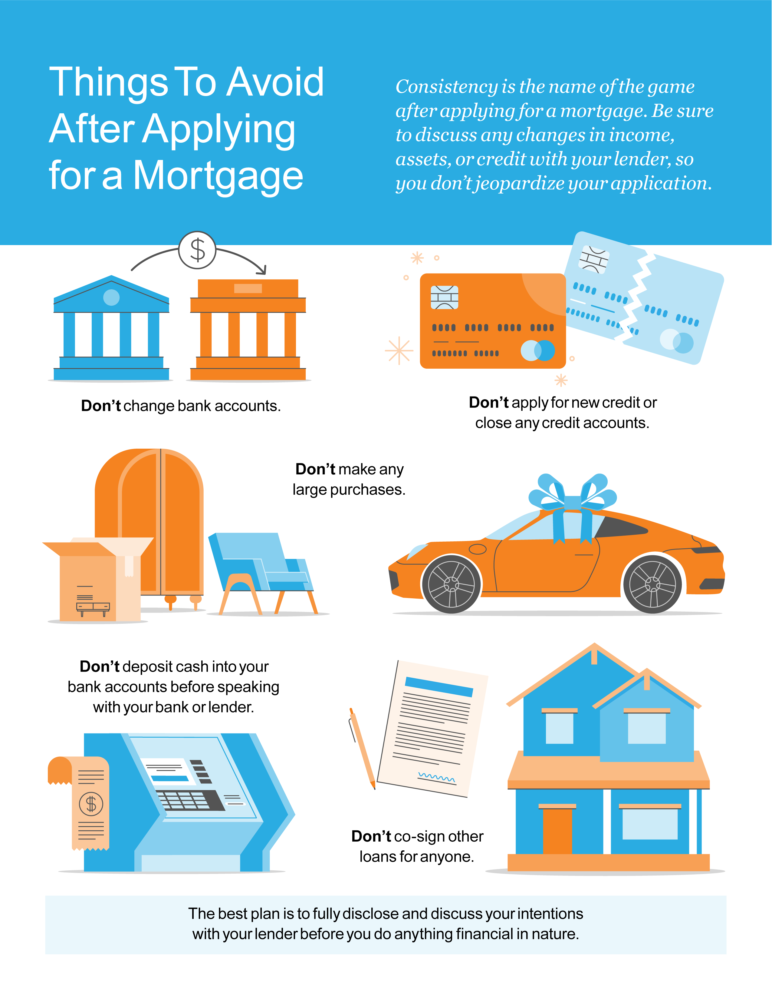 Things To Avoid
After Applying
for a Mortgage
Consistency is the name of the game
after applying for a mortgage. Be sure
to discuss any changes in income,
assets, or credit with your lender, so
you don’t jeopardize your application.
$
Don’t change bank accounts.
Don’t apply for new credit or
close any credit accounts.
Don’t make any
large purchases.
Don’t deposit cash into your
bank accounts before speaking
with your bank or lender.
$
Don’t co-sign other
loans for anyone.
The best plan is to fully disclose and discuss your intentions
with your lender before you do anything financial in nature.